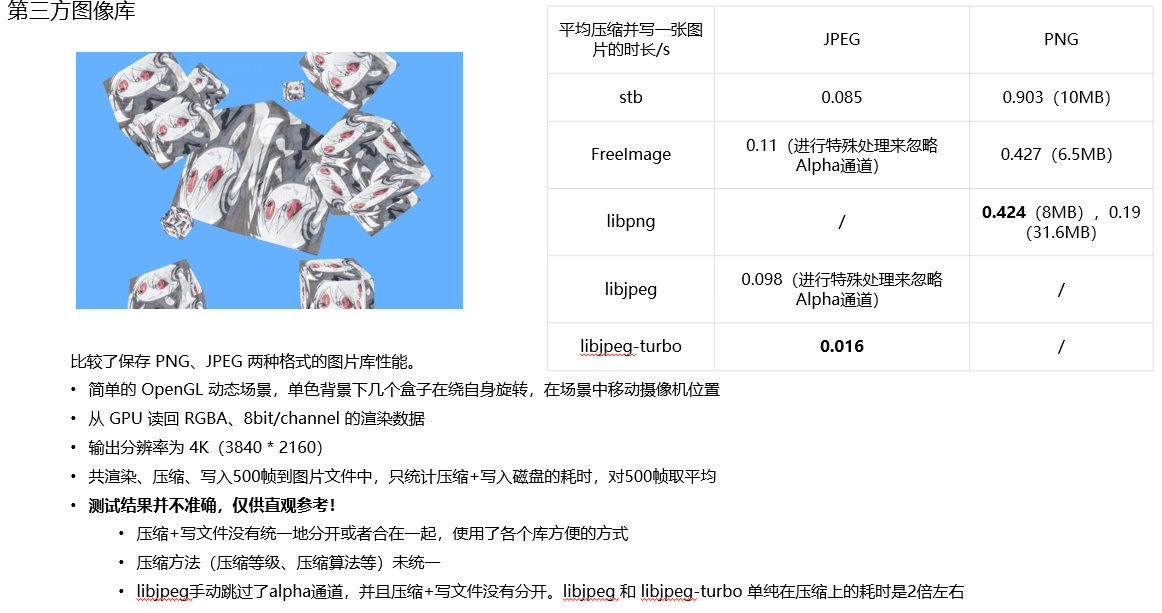 第三方图像库
平均压缩并写一张图
片的时长/s
JPEG
PNG
stb
0.085
0.903（10MB）
FreeImage
0.11（进行特殊处理来忽略
Alpha通道）
0.427（6.5MB）
libpng
/
0.424（8MB），0.19
（31.6MB）
libjpeg
0.098（进行特殊处理来忽略
Alpha通道）
/
libjpeg-turbo
0.016
/
比较了保存 PNG、JPEG 两种格式的图片库性能。
• 简单的 OpenGL 动态场景，单色背景下几个盒子在绕自身旋转，在场景中移动摄像机位置
• 从 GPU 读回 RGBA、8bit/channel 的渲染数据
• 输出分辨率为 4K（3840 * 2160）
• 共渲染、压缩、写入500帧到图片文件中，只统计压缩+写入磁盘的耗时，对500帧取平均
• 测试结果并不准确，仅供直观参考！
• 压缩+写文件没有统一地分开或者合在一起，使用了各个库方便的方式
• 压缩方法（压缩等级、压缩算法等）未统一
• libjpeg手动跳过了alpha通道，并且压缩+写文件没有分开。libjpeg 和 libjpeg-turbo 单纯在压缩上的耗时是2倍左右